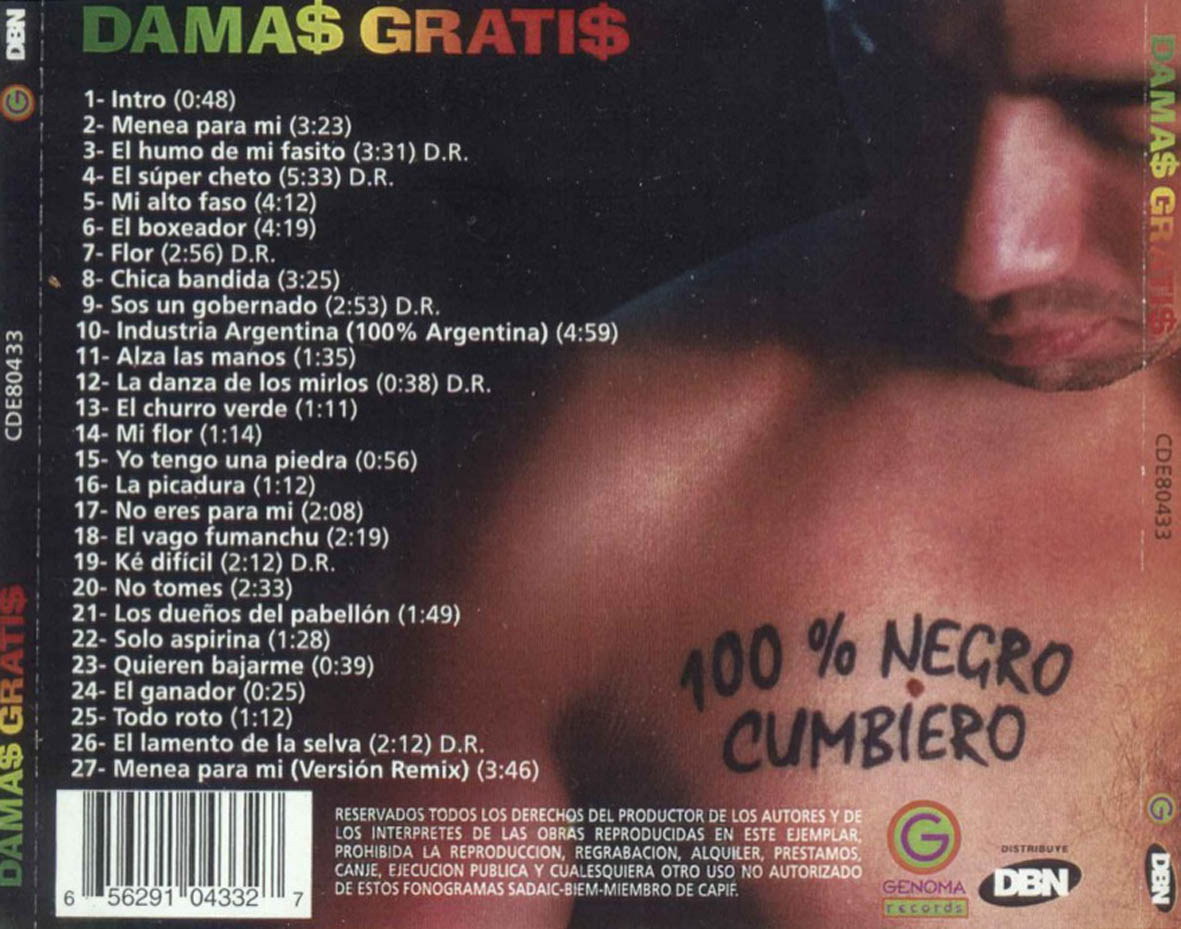 DAMA$ GRATI$
1- Intro (0:48)
2- Menea para mi (3:23)
3- El humo de mi fasito (3:31) D.R.
4- El súper cheto (5:33) D.R.
5- Mi alto faso (4:12)
6- El boxeador (4:19)
7- Flor (2:56) D.R.
8- Chica bandida (3:25)
9- Sos un gobernado (2:53) D.R.
10- Industria Argentina (100% Argentina) (4:59)
11- Alza las manos (1:35)
12- La danza de los mirlos (0:38) D.R.
13- El churro verde (1:11)
14- Mi flor (1:14)
15- Yo tengo una piedra (0:56)
16- La picadura (1:12)
17- No eres para mi (2:08)
18- El vago fumanchu (2:19)
19- Ké difícil (2:12) D.R.
20- No tomes (2:33)
21- Los dueños del pabellón (1:49)
22- Solo aspirina (1:28)
23- Quieren bajarme (0:39)
24- El ganador (0:25)
25- Todo roto (1:12)
26- El lamento de la selva (2:12) D.R.
27- Menea para mi (Versión Remix) (3:46)
100 % NEGRO
CUMBIERO
RESERVADOS TODOS LOS DERECHOS DEL PRODUCTOR DE LOS AUTORES Y DE
LOS INTERPRETES DE LAS OBRAS REPRODUCIDAS EN ESTE EJEMPLAR,
PROHIBIDA LA REPRODUCCION, REGRABACION, ALQUILER, PRESTAMOS,
CANJE, EJECUCION PUBLICA Y CUALESQUIERA OTRO USO NO AUTORIZADO
DE ESTOS FONOGRAMAS SADAIC-BIEM-MIEMBRO DE CAPIF.
6 56291 04332 7
G
GENOMA
records
DISTRIBUYE
DBN
DBN
G
CDE80433
DAMA$ GRATI$
DAMA$ GRATI$
CDE80433
G
DBN